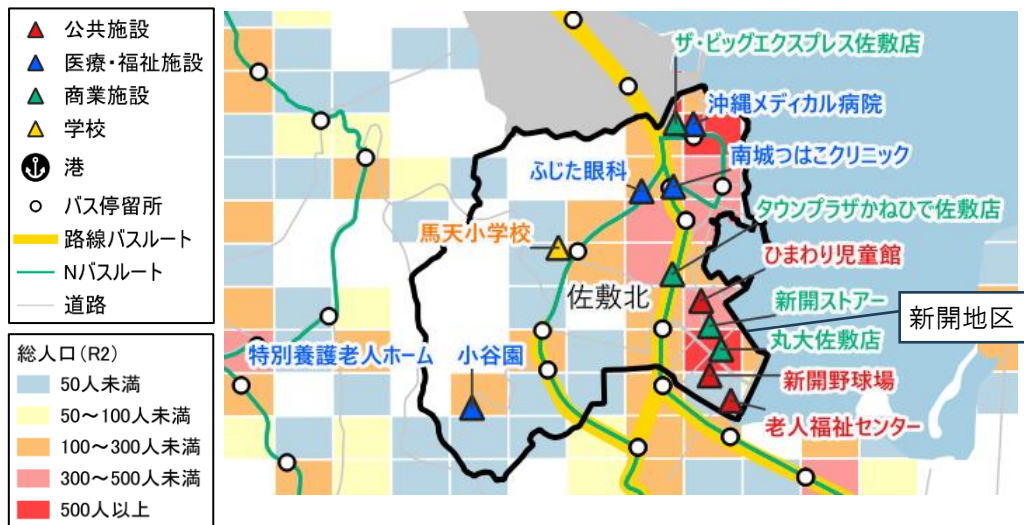 公共施設
医療・福祉施設
商業施設
学校
港
バス停留所
路線バスルート
Nバスルート
道路
総人口(R2)
50人未満
50～100人未満
100～300人未満
300～500人未満
500人以上
ザ・ビッグエクスプレス佐敷店
沖縄メディカル病院
南城つはこクリニック
ふじた眼科
タウンプラザかねひで佐敷店
馬天小学校
ひまわり児童館
佐敷北
新開ストアー
新開地区
丸大佐敷店
特別養護老人ホーム 小谷園
新開野球場
老人福祉センター